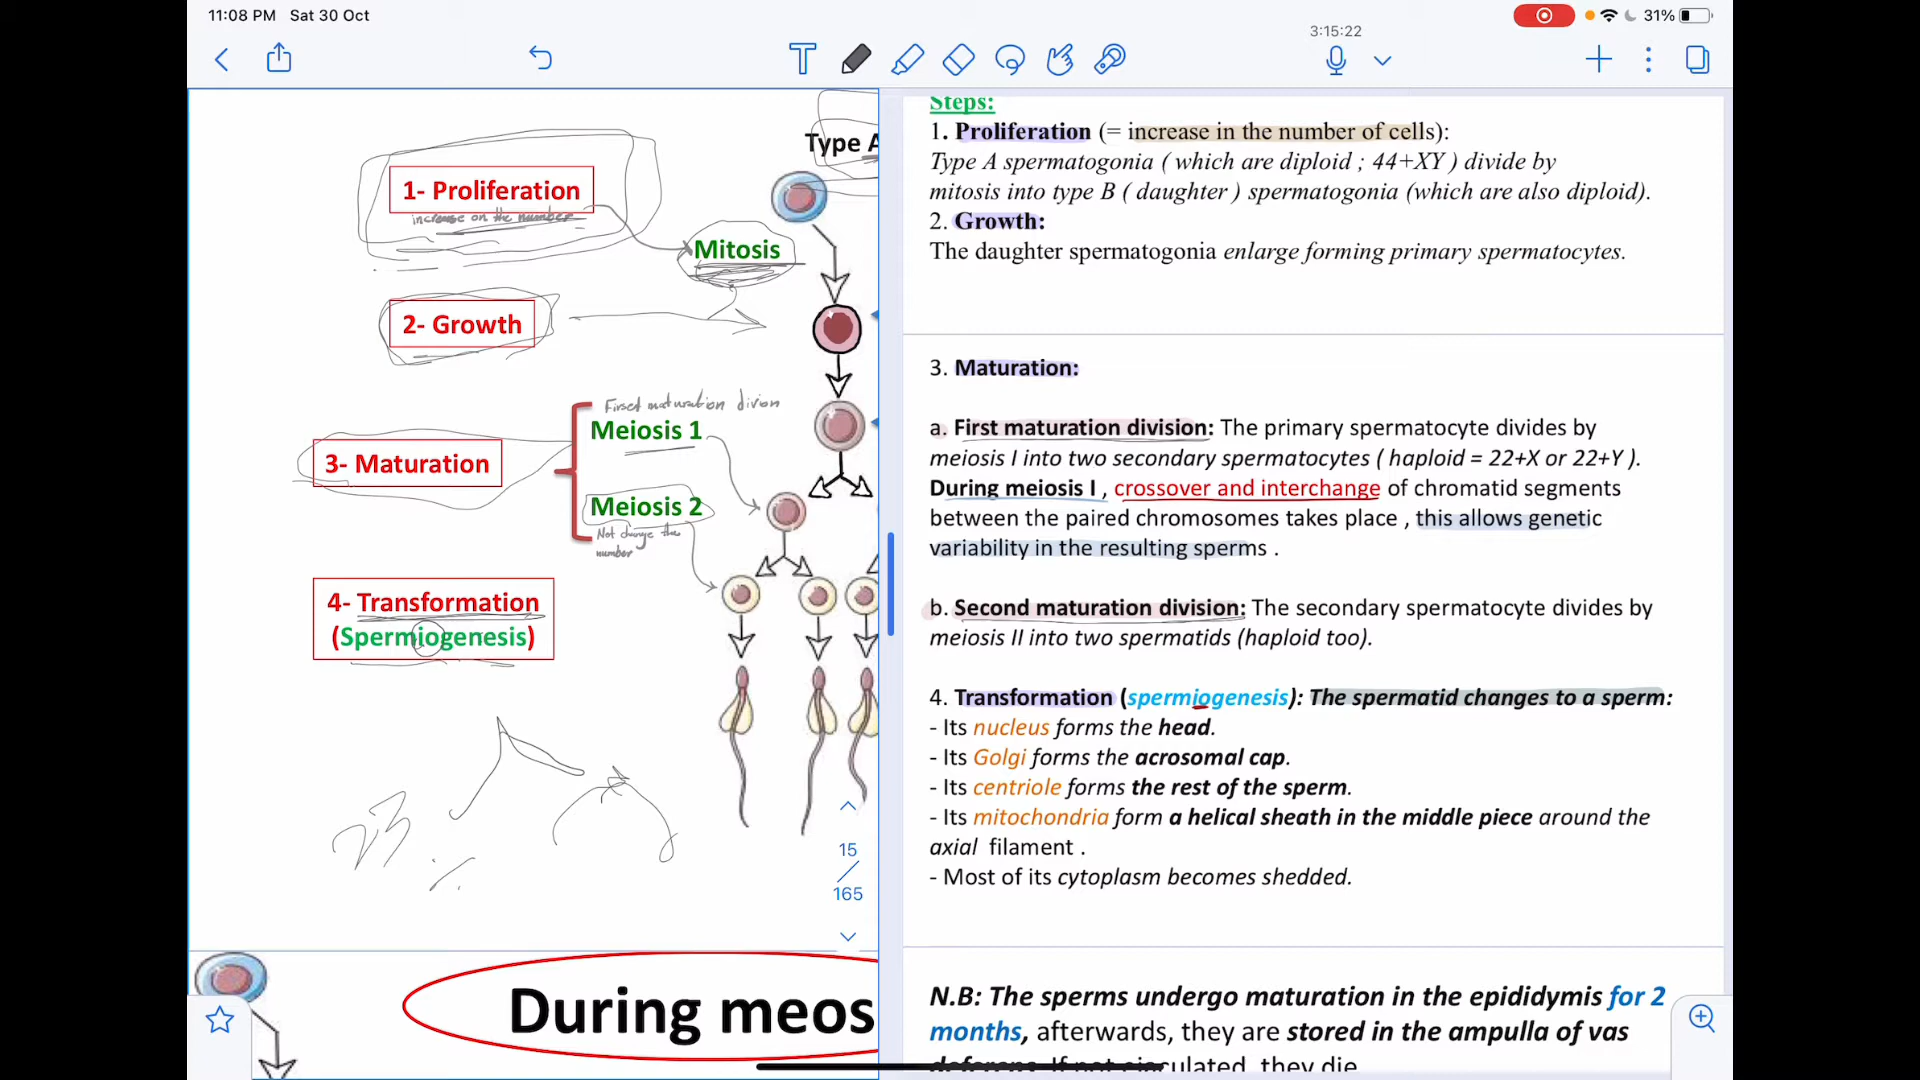 11:08 PM Sat 30 Oct
31%
3:15:22
Type A
1- Proliferation
increase on the number
Mitosis
2- Growth
Firsct maturation divion
Meiosis 1
3- Maturation
Meiosis 2
Not change the
number
4- Transformation
(Spermiogenesis)
23
15
165
During meos
Steps:
1. Proliferation (= increase in the number of cells):
Type A spermatogonia ( which are diploid ; 44+XY ) divide by
mitosis into type B ( daughter ) spermatogonia (which are also diploid).
2. Growth:
The daughter spermatogonia enlarge forming primary spermatocytes.
3. Maturation:
a. First maturation division: The primary spermatocyte divides by
meiosis I into two secondary spermatocytes ( haploid = 22+X or 22+Y ).
During meiosis I , crossover and interchange of chromatid segments
between the paired chromosomes takes place , this allows genetic
variability in the resulting sperms .
b. Second maturation division: The secondary spermatocyte divides by
meiosis II into two spermatids (haploid too).
4. Transformation (spermiogenesis): The spermatid changes to a sperm:
- Its nucleus forms the head.
- Its Golgi forms the acrosomal cap.
- Its centriole forms the rest of the sperm.
- Its mitochondria form a helical sheath in the middle piece around the
axial filament .
- Most of its cytoplasm becomes shedded.
N.B: The sperms undergo maturation in the epididymis for 2
months, afterwards, they are stored in the ampulla of vas
deferens. If not ejaculated, they die